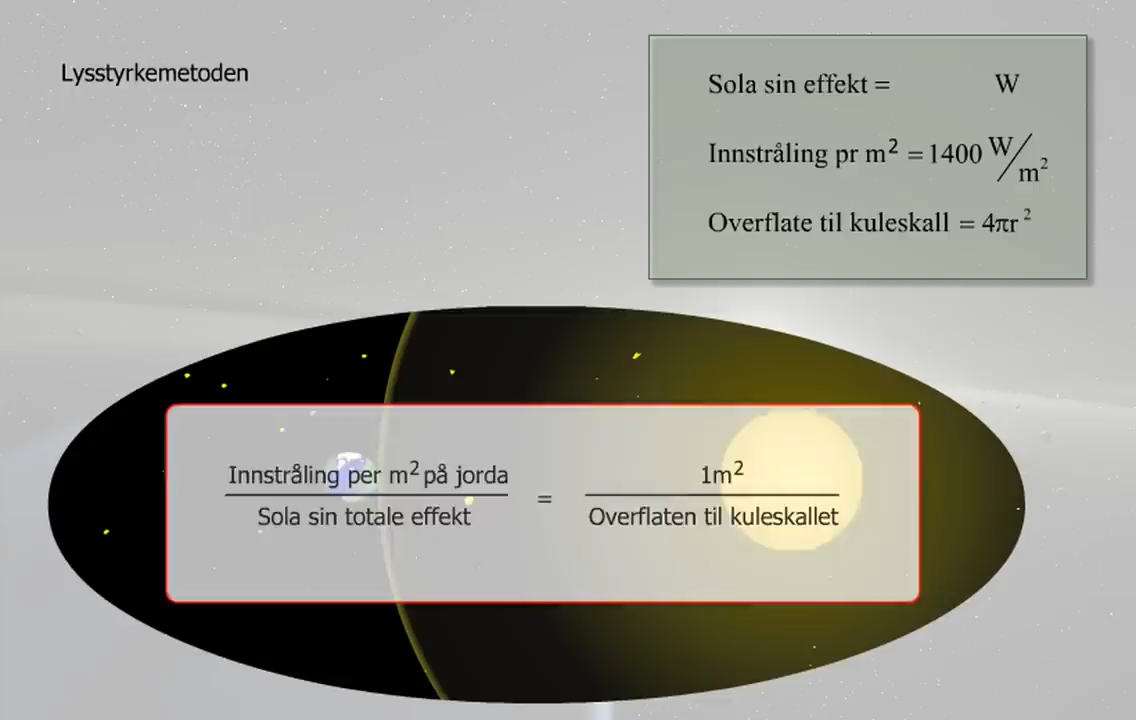 Lysstyrkemetoden
Sola sin effekt = W
Innstråling pr m² = 1400 W/m²
Overflate til kuleskall = 4πr²
Innstråling per m² på jorda = 1m²
Sola sin totale effekt Overflaten til kuleskallet